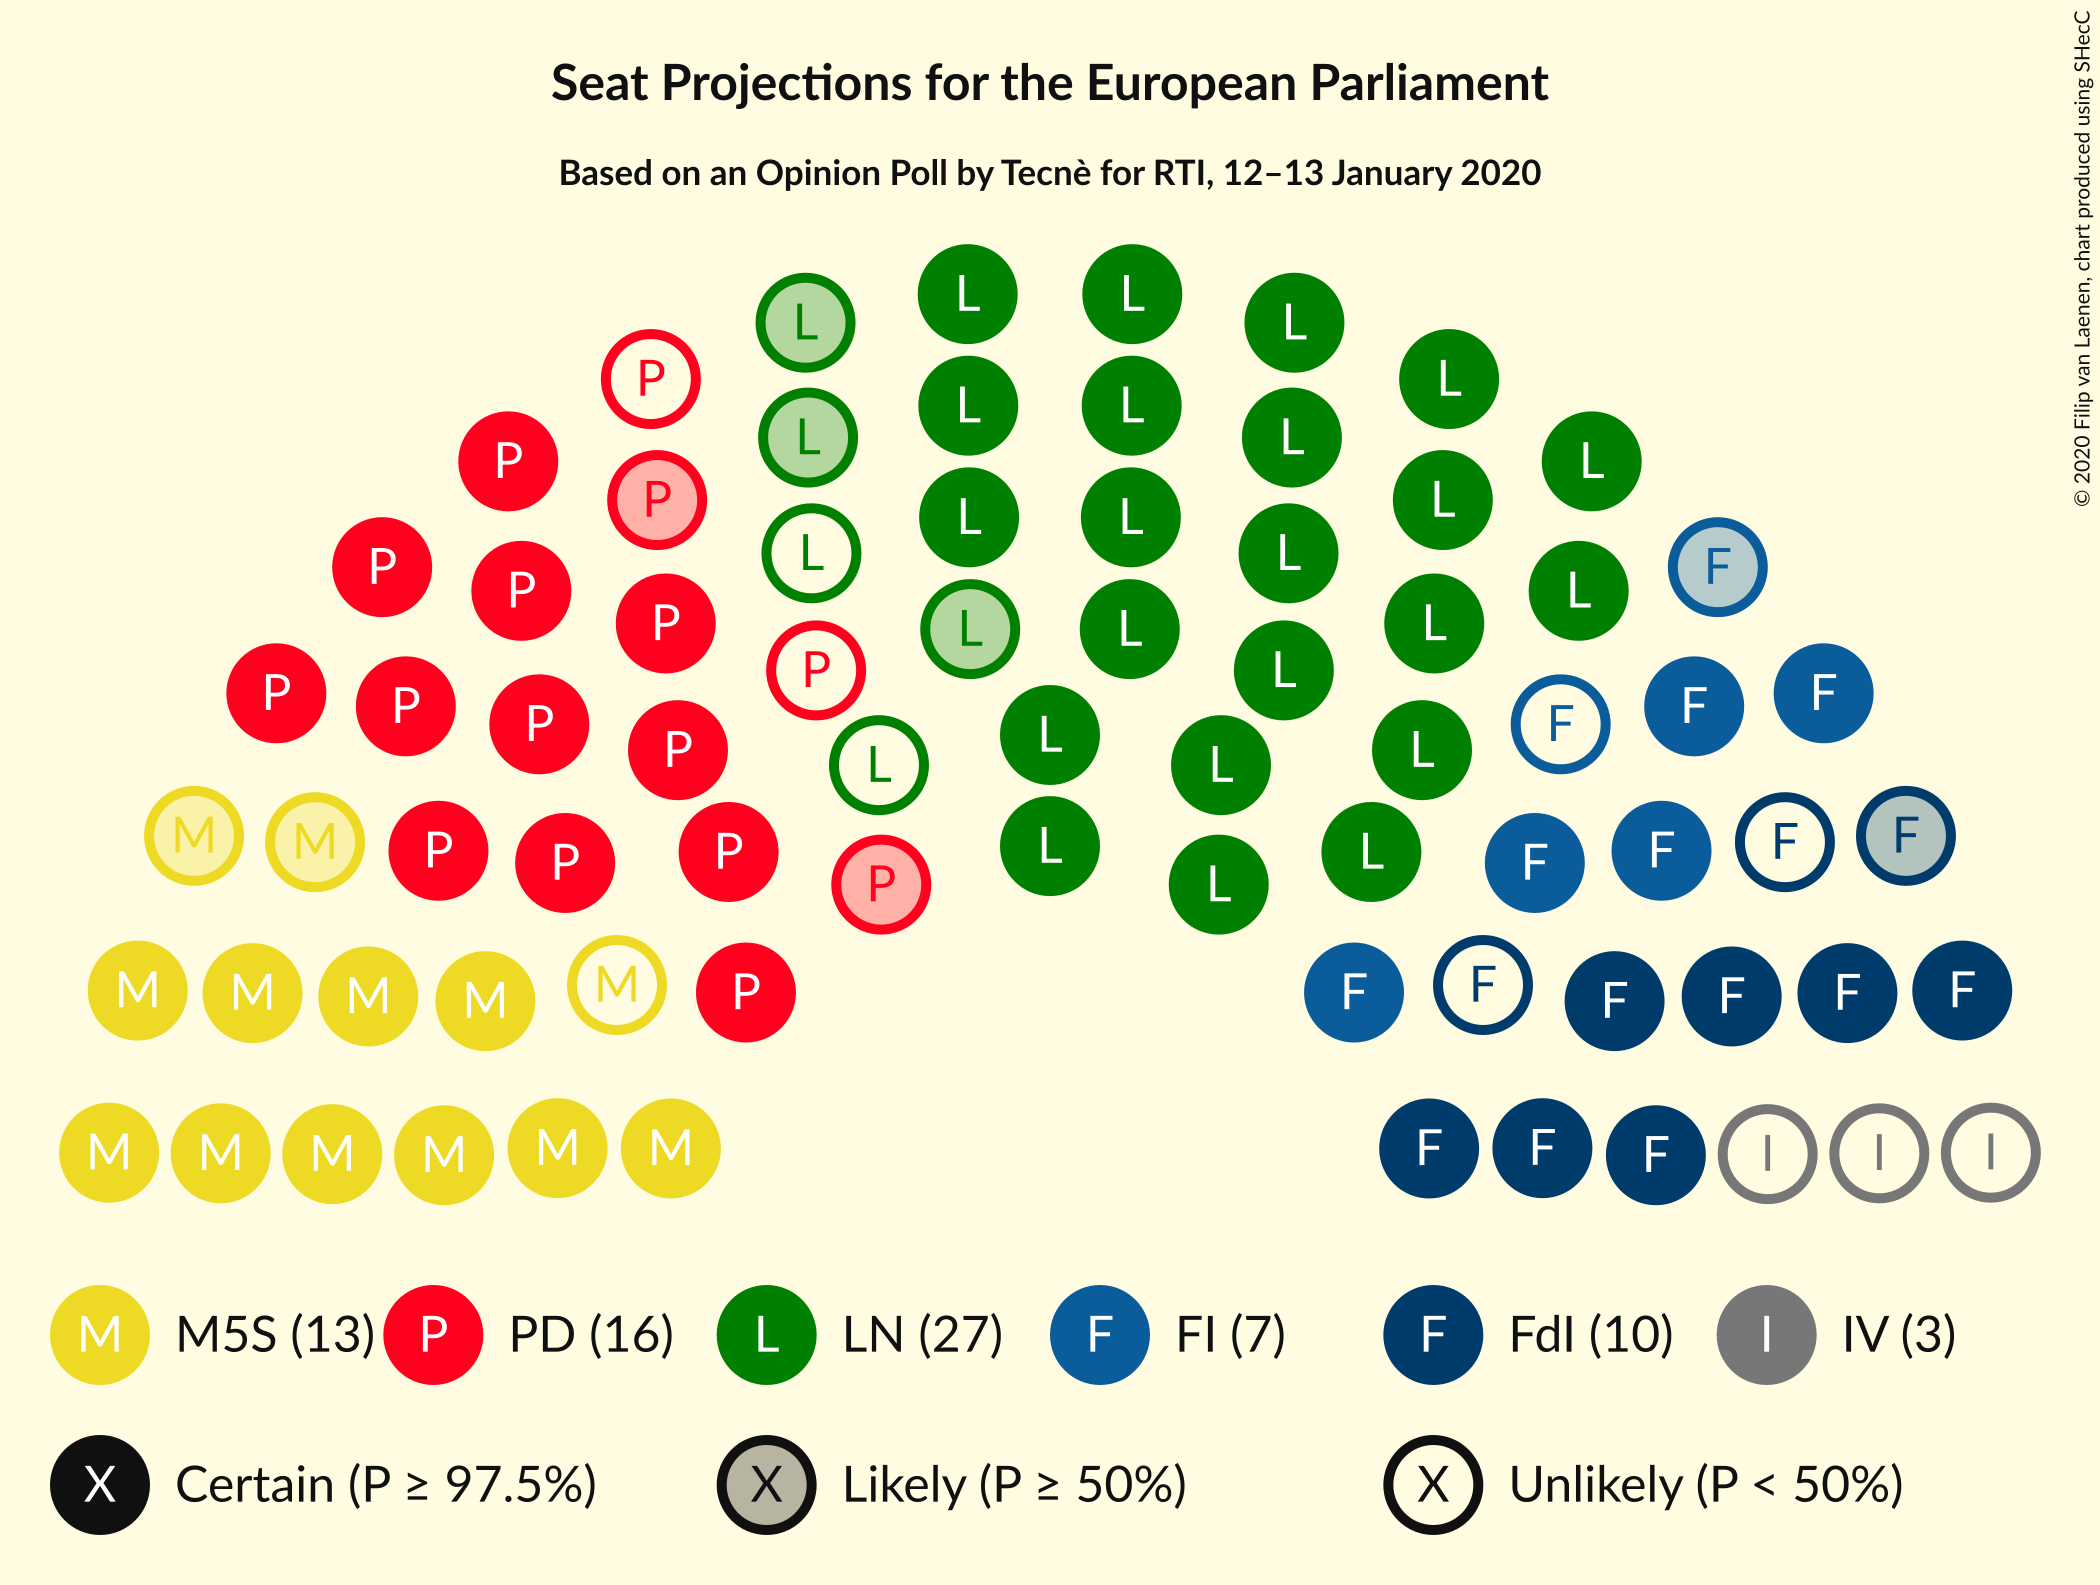 Seat Projections for the European Parliament
Based on an Opinion Poll by Tecnè for RTI, 12–13 January 2020
© 2020 Filip van Laenen, chart produced using SHecC
L L
L L
P L
L L
L L
P L L
P L
L L
P L L
P F
P P L
L L
P L L
P L
P P F F
P P F
P L
L L
M M F F
P P F F
P L
P L L
M M M M M P F F F F F F
M M M M M M F F F I I I
M M5S (13) P PD (16) L LN (27) F FI (7) F FdI (10) I IV (3)
X Certain (P ≥ 97.5%) X Likely (P ≥ 50%) X Unlikely (P < 50%)